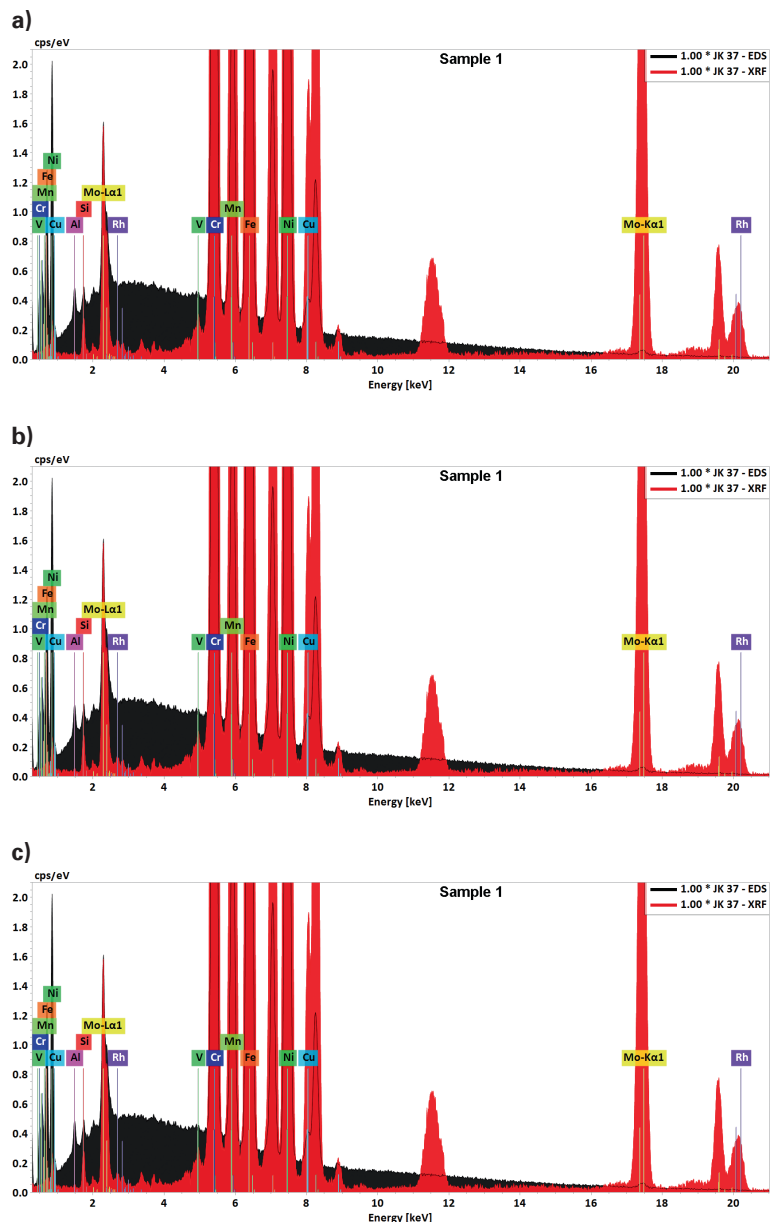 a)
cps/eV
Sample 1
1.00 * JK 37 - EDS
1.00 * JK 37 - XRF
2.0
1.8
1.6
1.4
1.2
1.0
0.8
0.6
0.4
0.2
0.0
Ni
Fe
Mn Mo-Lα1
Cr Si Mn
V Cu Al Rh V Cr Fe Ni Cu Mo-Kα1 Rh
2 4 6 8 10 12 14 16 18 20
Energy [keV]
b)
cps/eV
Sample 1
1.00 * JK 37 - EDS
1.00 * JK 37 - XRF
2.0
1.8
1.6
1.4
1.2
1.0
0.8
0.6
0.4
0.2
0.0
Ni
Fe
Mn Mo-Lα1
Cr Si Mn
V Cu Al Rh V Cr Fe Ni Cu Mo-Kα1 Rh
2 4 6 8 10 12 14 16 18 20
Energy [keV]
c)
cps/eV
Sample 1
1.00 * JK 37 - EDS
1.00 * JK 37 - XRF
2.0
1.8
1.6
1.4
1.2
1.0
0.8
0.6
0.4
0.2
0.0
Ni
Fe
Mn Mo-Lα1
Cr Si Mn
V Cu Al Rh V Cr Fe Ni Cu Mo-Kα1 Rh
2 4 6 8 10 12 14 16 18 20
Energy [keV]